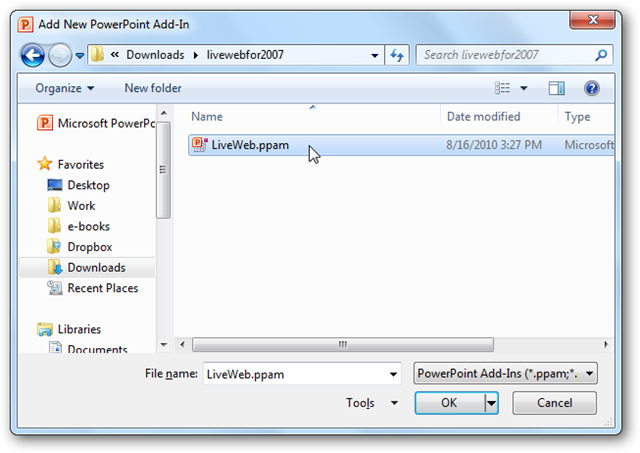 Add New PowerPoint Add-In
« Downloads livewebfor2007 Search livewebfor2007
Organize New folder
Name Date modified Type
Microsoft PowerPo
LiveWeb.ppam 8/16/2010 3:27 PM Microsoft
Favorites
Desktop
Work
e-books
Dropbox
Downloads
Recent Places
Libraries
Documents
File name: LiveWeb.ppam PowerPoint Add-Ins (*.ppam;*.
Tools OK Cancel